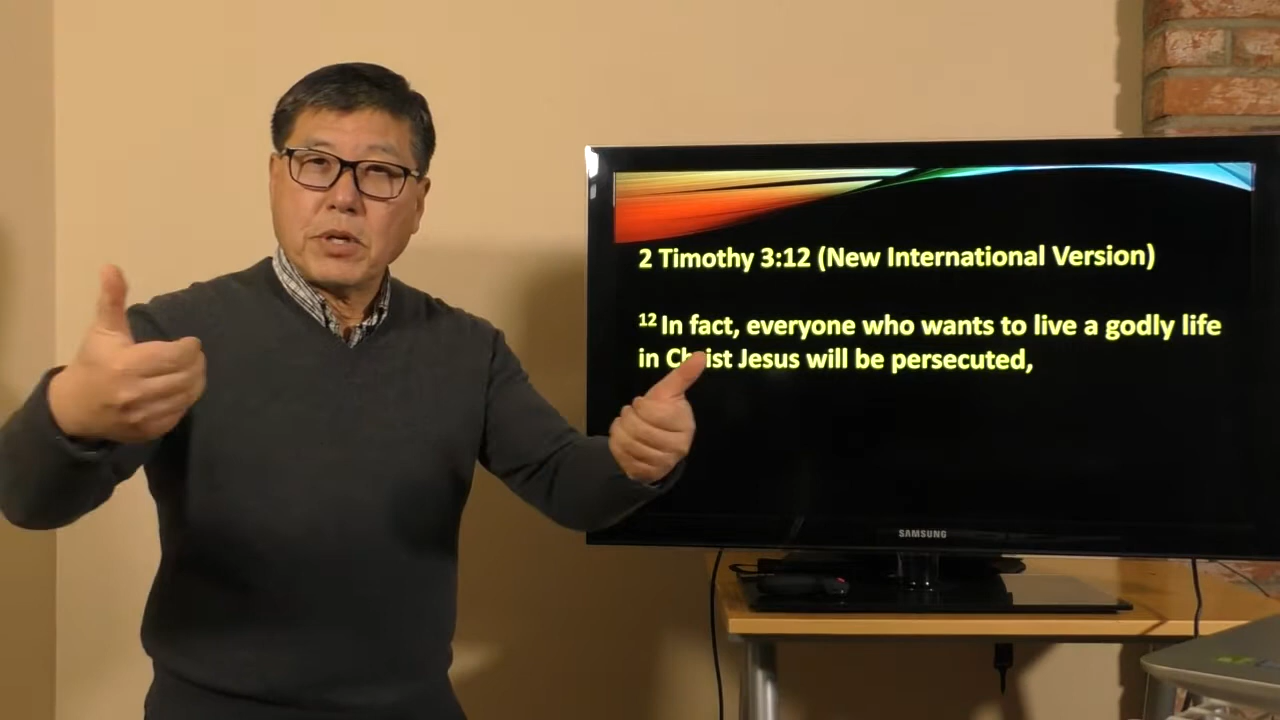 2 Timothy 3:12 (New International Version)
12 In fact, everyone who wants to live a godly life
in Christ Jesus will be persecuted,
SAMSUNG